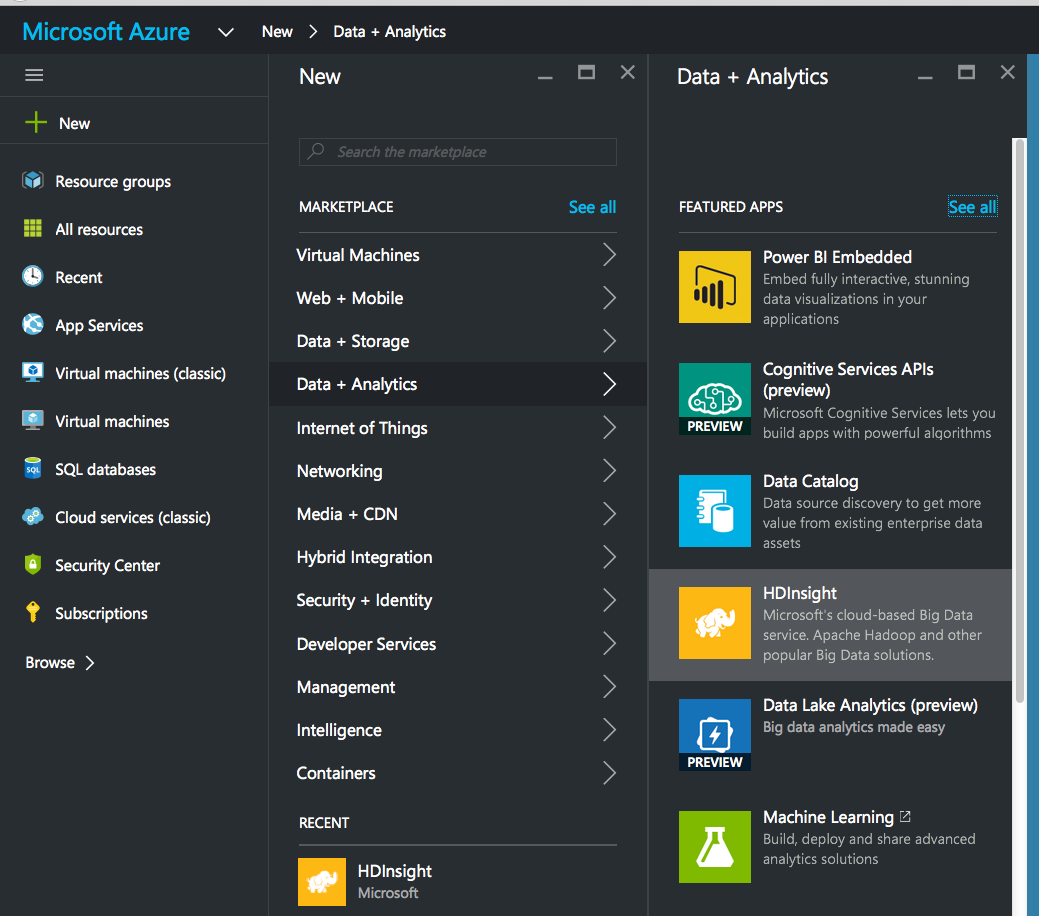 Microsoft Azure
New
Data + Analytics
New
Resource groups
All resources
Recent
App Services
Virtual machines (classic)
Virtual machines
SQL
SQL databases
Cloud services (classic)
Security Center
Subscriptions
Browse
New
Search the marketplace
MARKETPLACE
See all
Virtual Machines
Web + Mobile
Data + Storage
Data + Analytics
Internet of Things
Networking
Media + CDN
Hybrid Integration
Security + Identity
Developer Services
Management
Intelligence
Containers
RECENT
HDInsight
Microsoft
Data + Analytics
FEATURED APPS
See all
Power BI Embedded
Embed fully interactive, stunning
data visualizations in your
applications
PREVIEW
Cognitive Services APIs
(preview)
Microsoft Cognitive Services lets you
build apps with powerful algorithms
Data Catalog
Data source discovery to get more
value from existing enterprise data
assets
HDInsight
Microsoft's cloud-based Big Data
service. Apache Hadoop and other
popular Big Data solutions.
PREVIEW
Data Lake Analytics (preview)
Big data analytics made easy
Machine Learning
Build, deploy and share advanced
analytics solutions